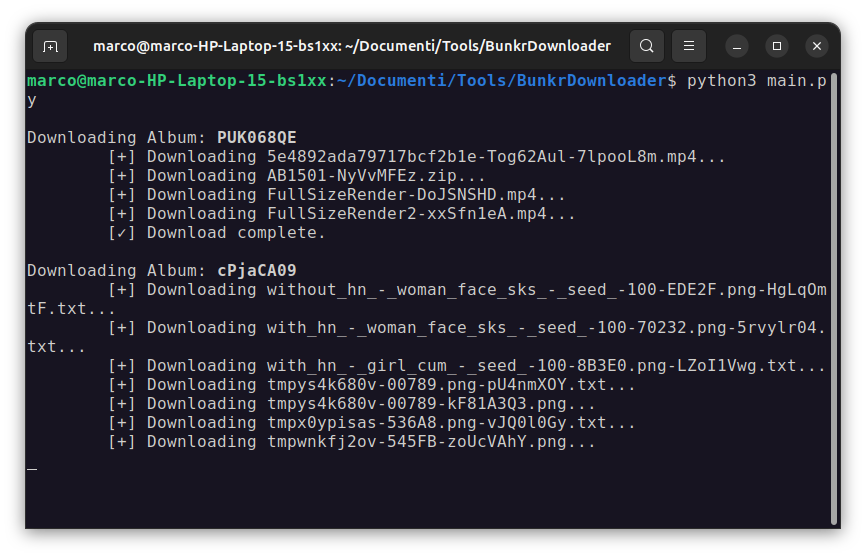 marco@marco-HP-Laptop-15-bs1xx: ~/Documenti/Tools/BunkrDownloader
marco@marco-HP-Laptop-15-bs1xx:~/Documenti/Tools/BunkrDownloader$ python3 main.p
y
Downloading Album: PUK068QE
[+] Downloading 5e4892ada79717bcf2b1e-Tog62Aul-7lpooL8m.mp4...
[+] Downloading AB1501-NyVvMFEz.zip...
[+] Downloading FullSizeRender-DoJSNSHD.mp4...
[+] Downloading FullSizeRender2-xxSfn1eA.mp4...
[✓] Download complete.
Downloading Album: cPjaCA09
[+] Downloading without_hn_-_woman_face_sks_-_seed_-100-EDE2F.png-HgLqOm
tF.txt...
[+] Downloading with_hn_-_woman_face_sks_-_seed_-100-70232.png-5rvylr04.
txt...
[+] Downloading with_hn_-_girl_cum_-_seed_-100-8B3E0.png-LZoI1Vwg.txt...
[+] Downloading tmpys4k680v-00789.png-pU4nmXOY.txt...
[+] Downloading tmpys4k680v-00789-kF81A3Q3.png...
[+] Downloading tmpx0ypisas-536A8.png-vJQ0l0Gy.txt...
[+] Downloading tmpwnkfj2ov-545FB-zoUcVAhY.png...